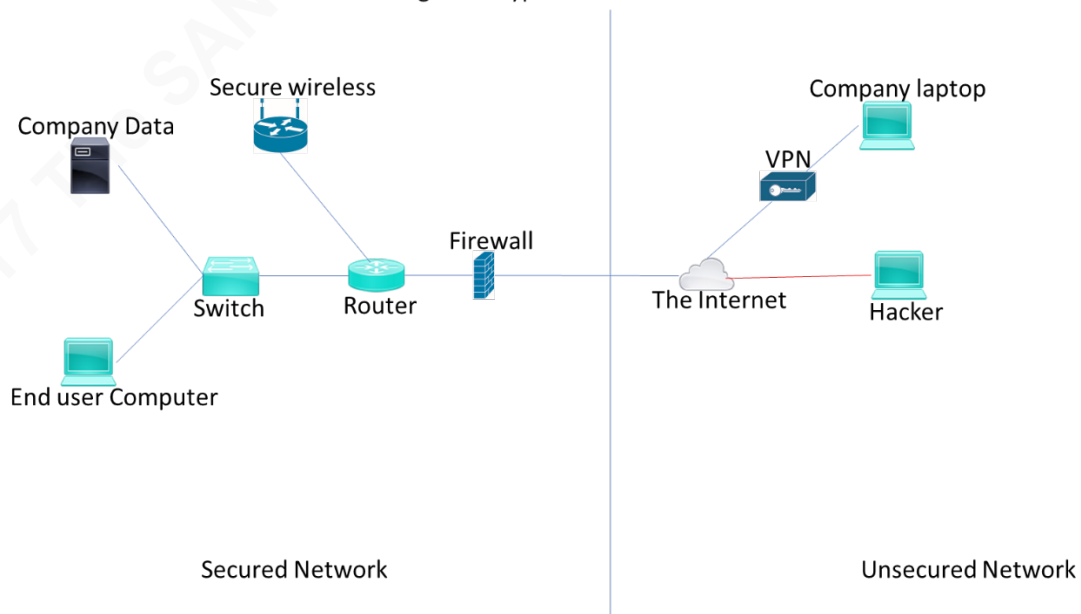 Secure wireless
Company laptop
Company Data
VPN
Firewall
Switch
Router
The Internet
Hacker
End user Computer
Secured Network
Unsecured Network